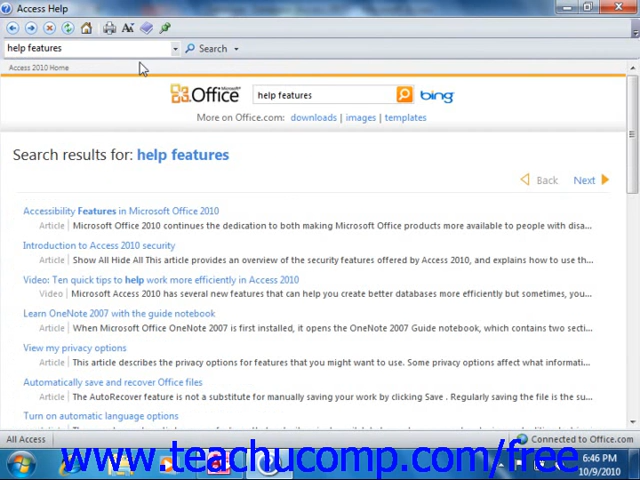 Access Help
help features
Search
Access 2010 Home
Microsoft
Office
help features
bing
More on Office.com: downloads | images | templates
Search results for: help features
Back Next
Accessibility Features in Microsoft Office 2010
Article | Microsoft Office 2010 continues the dedication to both making Microsoft Office products more available to people with disa...
Introduction to Access 2010 security
Article | Show All Hide All This article provides an overview of the security features offered by Access 2010, and explains how to use th...
Video: Ten quick tips to help work more efficiently in Access 2010
Video | Microsoft Access 2010 has several new features that can help you create better databases more efficiently but sometimes, you...
Learn OneNote 2007 with the guide notebook
Article | When Microsoft Office OneNote 2007 is first installed, it opens the OneNote 2007 Guide notebook, which contains two secti...
View my privacy options
Article | This article describes the privacy options for features that you might want to use. Some privacy options affect what informati...
Automatically save and recover Office files
Article | The AutoRecover feature is not a substitute for manually saving your work by clicking Save . Regularly saving the file is the su...
Turn on automatic language options
All Access
Connected to Office.com
www.teachucomp.com/free
6:46 PM
10/9/2010